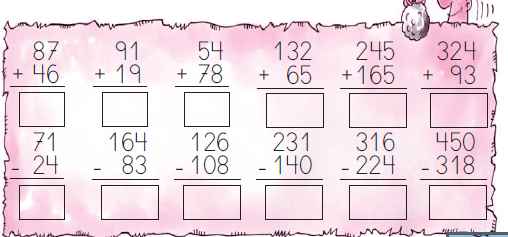 87 91 54 132 245 324
+ 46 + 19 + 78 + 65 +165 + 93
71 164 126 231 316 450
- 24 - 83 -108 -140 -224 -318